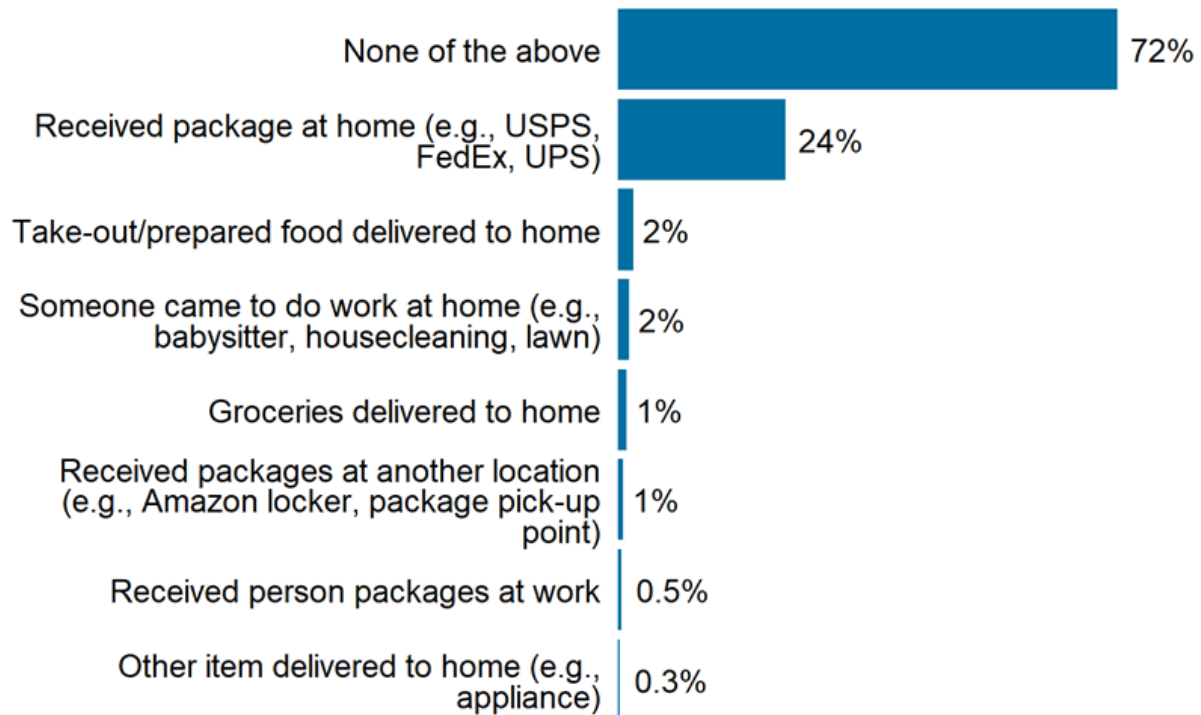 None of the above
72%
Received package at home (e.g., USPS,
FedEx, UPS)
24%
Take-out/prepared food delivered to home
2%
Someone came to do work at home (e.g.,
babysitter, housecleaning, lawn)
2%
Groceries delivered to home
1%
Received packages at another location
(e.g., Amazon locker, package pick-up
point)
1%
Received person packages at work
0.5%
Other item delivered to home (e.g.,
appliance)
0.3%